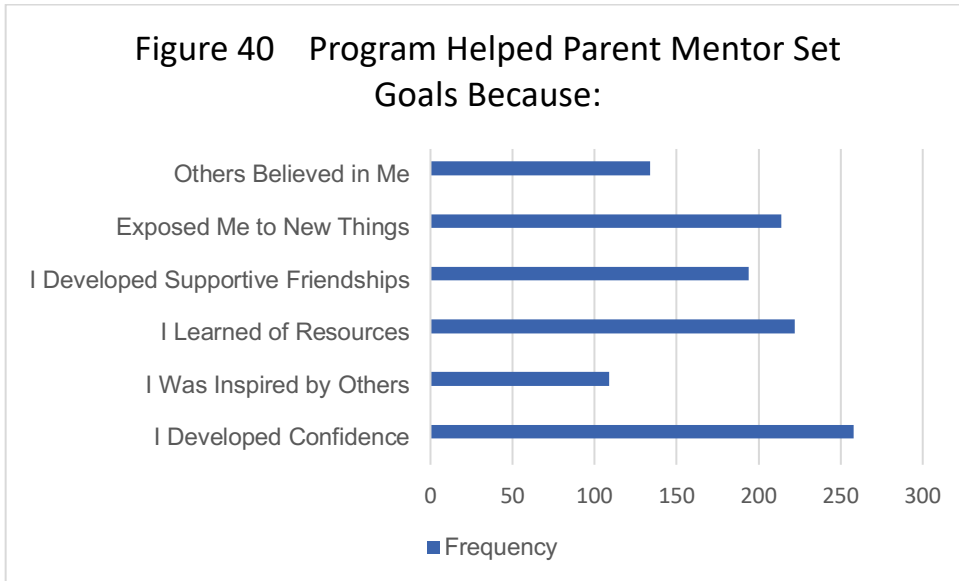 Figure 40 Program Helped Parent Mentor Set
Goals Because:
Others Believed in Me
Exposed Me to New Things
I Developed Supportive Friendships
I Learned of Resources
I Was Inspired by Others
I Developed Confidence
0 50 100 150 200 250 300
Frequency